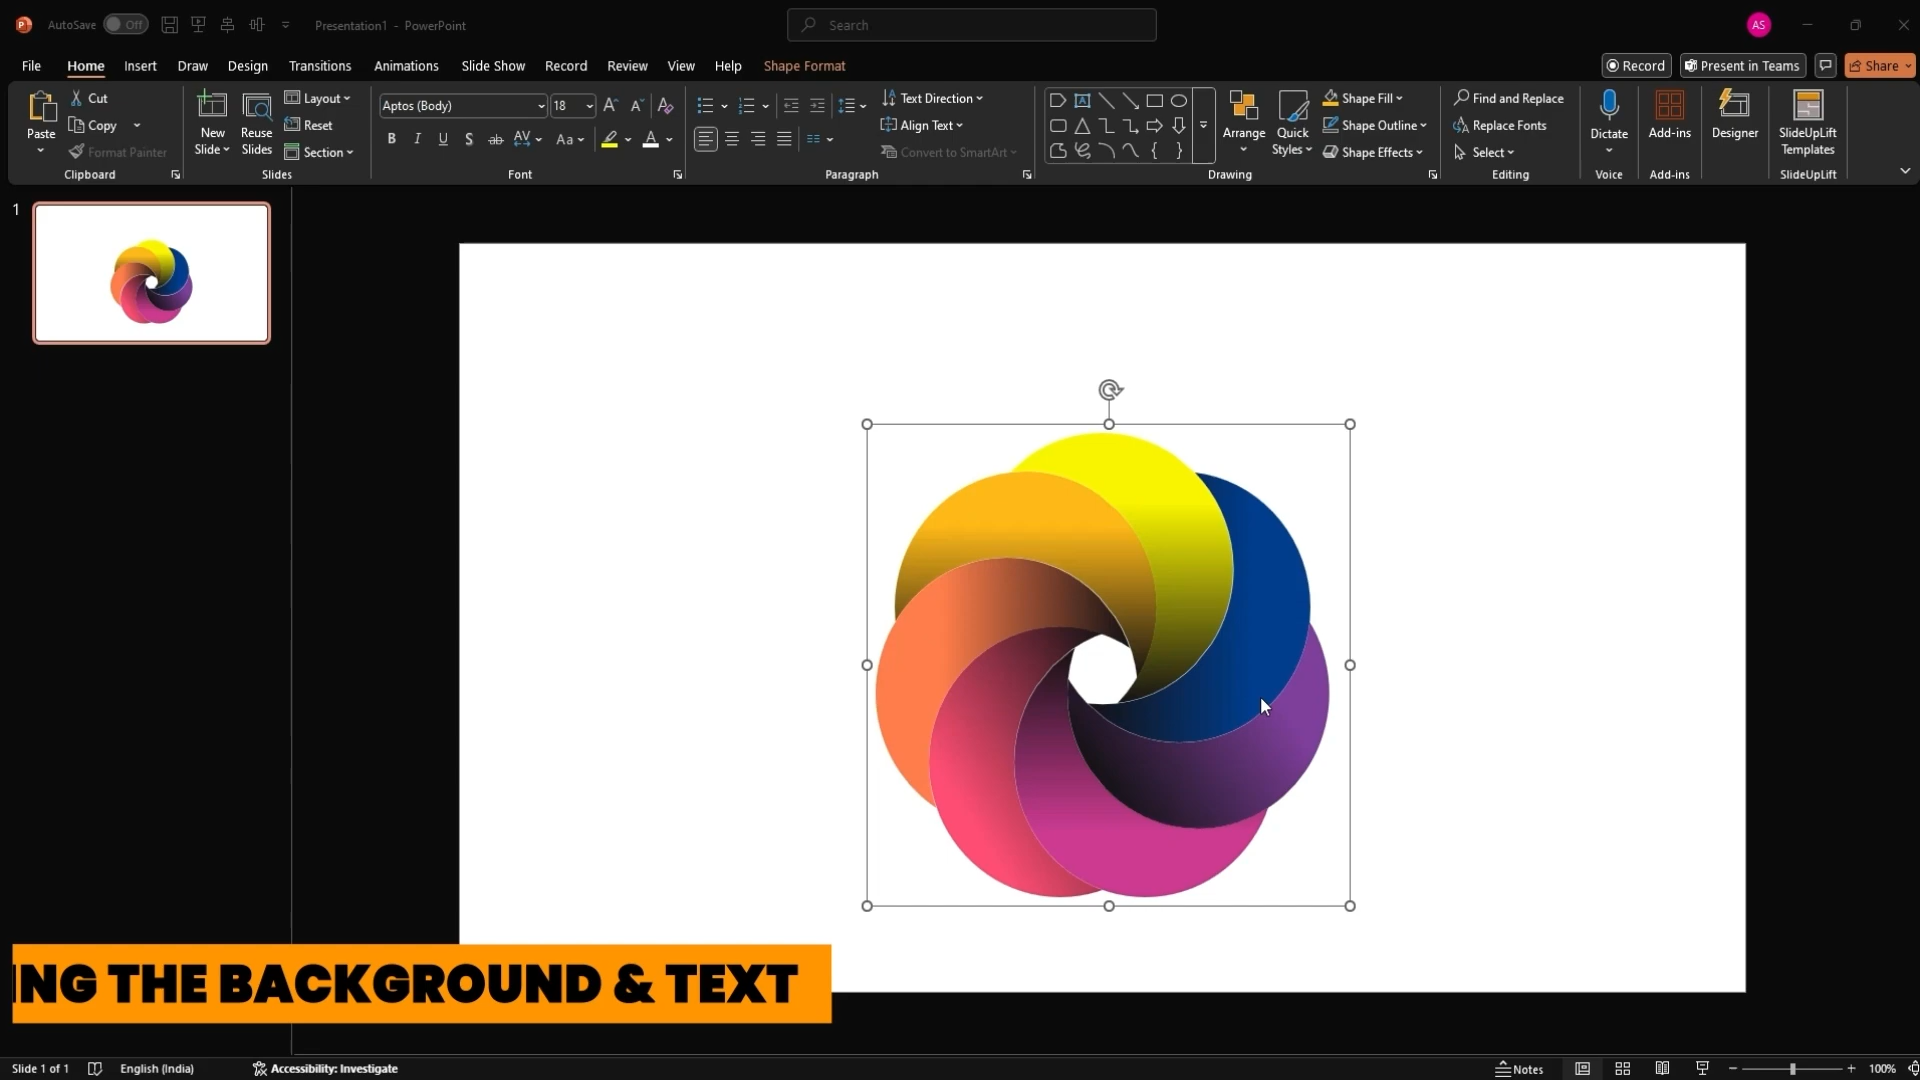 AutoSave Off Presentation1 - PowerPoint Search AS
File Home Insert Draw Design Transitions Animations Slide Show Record Review View Help Shape Format Record Present in Teams Share
Paste
Cut
Copy
Format Painter
Clipboard
New
Slide
Reuse
Slides
Layout
Reset
Section
Slides
Aptos (Body) 18
B I U S ab AV Aa A
Font
Text Direction
Align Text
Convert to SmartArt
Paragraph
Arrange
Quick
Styles
Shape Fill
Shape Outline
Shape Effects
Drawing
Find and Replace
Replace Fonts
Select
Editing
Dictate
Voice
Add-ins
Add-ins
Designer
SlideUpLift
Templates
SlideUpLift
1
ING THE BACKGROUND & TEXT
Slide 1 of 1 English (India) Accessibility: Investigate Notes 100%